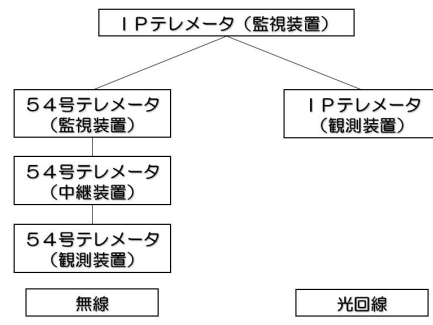 ＩＰテレメータ（監視装置）
５４号テレメータ
（監視装置）
ＩＰテレメータ
（観測装置）
５４号テレメータ
（中継装置）
５４号テレメータ
（観測装置）
無線
光回線